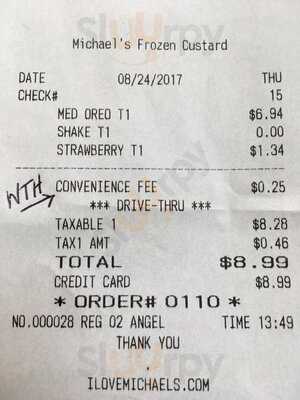 Michael's Frozen Custard
DATE 08/24/2017 THU
CHECK# 15
MED OREO T1 $6.94
SHAKE T1 0.00
STRAWBERRY T1 $1.34
WTH CONVENIENCE FEE $0.25
*** DRIVE-THRU ***
TAXABLE 1 $8.28
TAX1 AMT $0.46
TOTAL $8.99
CREDIT CARD $8.99
* ORDER# 0110 *
NO.000028 REG 02 ANGEL TIME 13:49
THANK YOU
.
ILOVEMICHAELS.COM